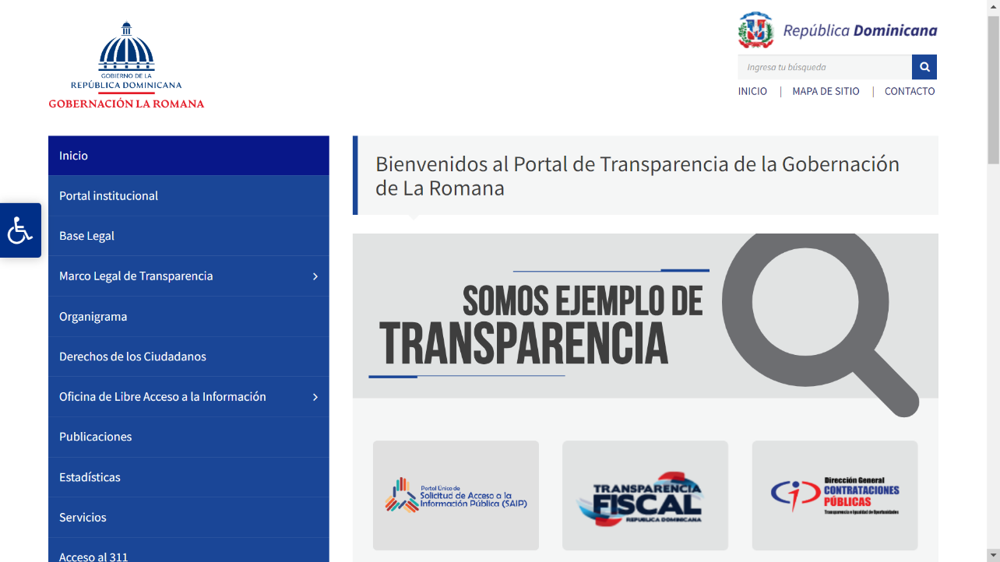 GOBIERNO DE LA
REPÚBLICA DOMINICANA
GOBERNACIÓN LA ROMANA
República Dominicana
Ingresa tu búsqueda
INICIO | MAPA DE SITIO | CONTACTO
Inicio
Portal institucional
Base Legal
Marco Legal de Transparencia
Organigrama
Derechos de los Ciudadanos
Oficina de Libre Acceso a la Información
Publicaciones
Estadísticas
Servicios
Acceso al 311
Bienvenidos al Portal de Transparencia de la Gobernación
de La Romana
SOMOS EJEMPLO DE
TRANSPARENCIA
Portal Único de
Solicitud de Acceso a la
Información Pública (SAIP)
TRANSPARENCIA
FISCAL
REPUBLICA DOMINICANA
Dirección General
CONTRATACIONES
PÚBLICAS
Transparencia e Igualdad de Oportunidades